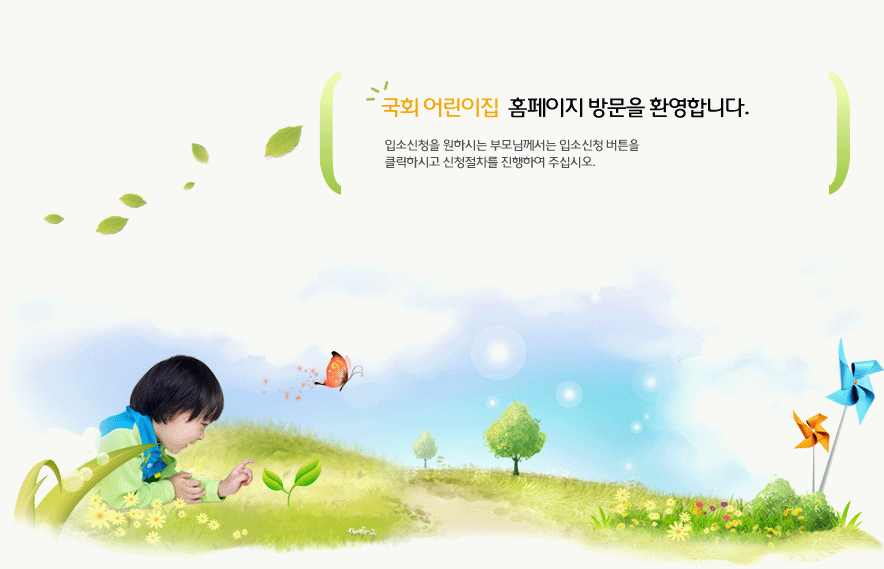 국회 어린이집 홈페이지 방문을 환영합니다.
입소신청을 원하시는 부모님께서는 입소신청 버튼을
클릭하시고 신청절차를 진행하여 주십시오.